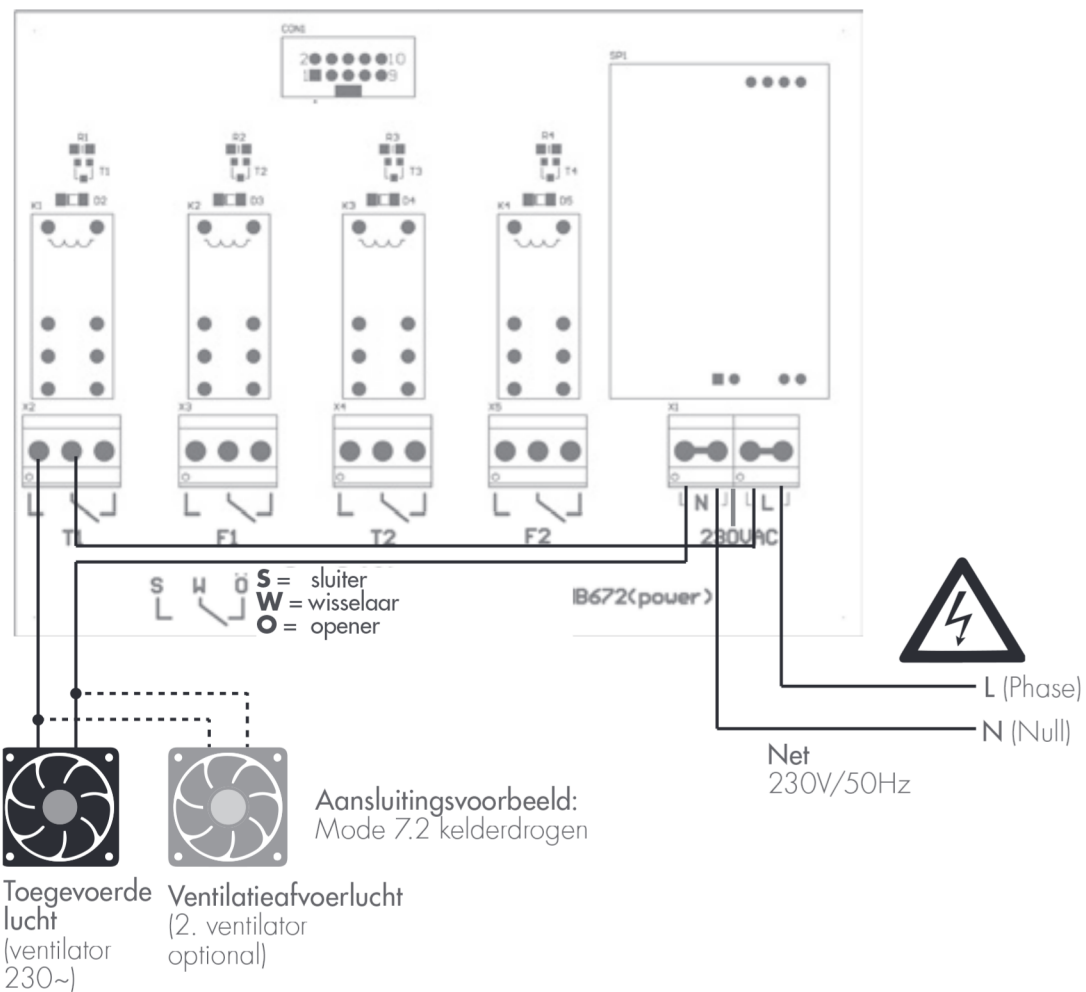 CON1
2 10
1 9
SP1
R1 R2 R3 R4
T1 T2 T3 T4
D2 D3 D4 D5
K1 K2 K3 K4
X2 X3 X4 X5 X1
N L
T1 F1 T2 F2 230VAC
S W Ö
S = sluiter
W = wisselaar
O = opener
IB672(power)
L (Phase)
N (Null)
Net
230V/50Hz
Aansluitingsvoorbeeld:
Mode 7.2 kelderdrogen
Toegevoerde
lucht
(ventilator
230~)
Ventilatieafvoerlucht
(2. ventilator
optional)